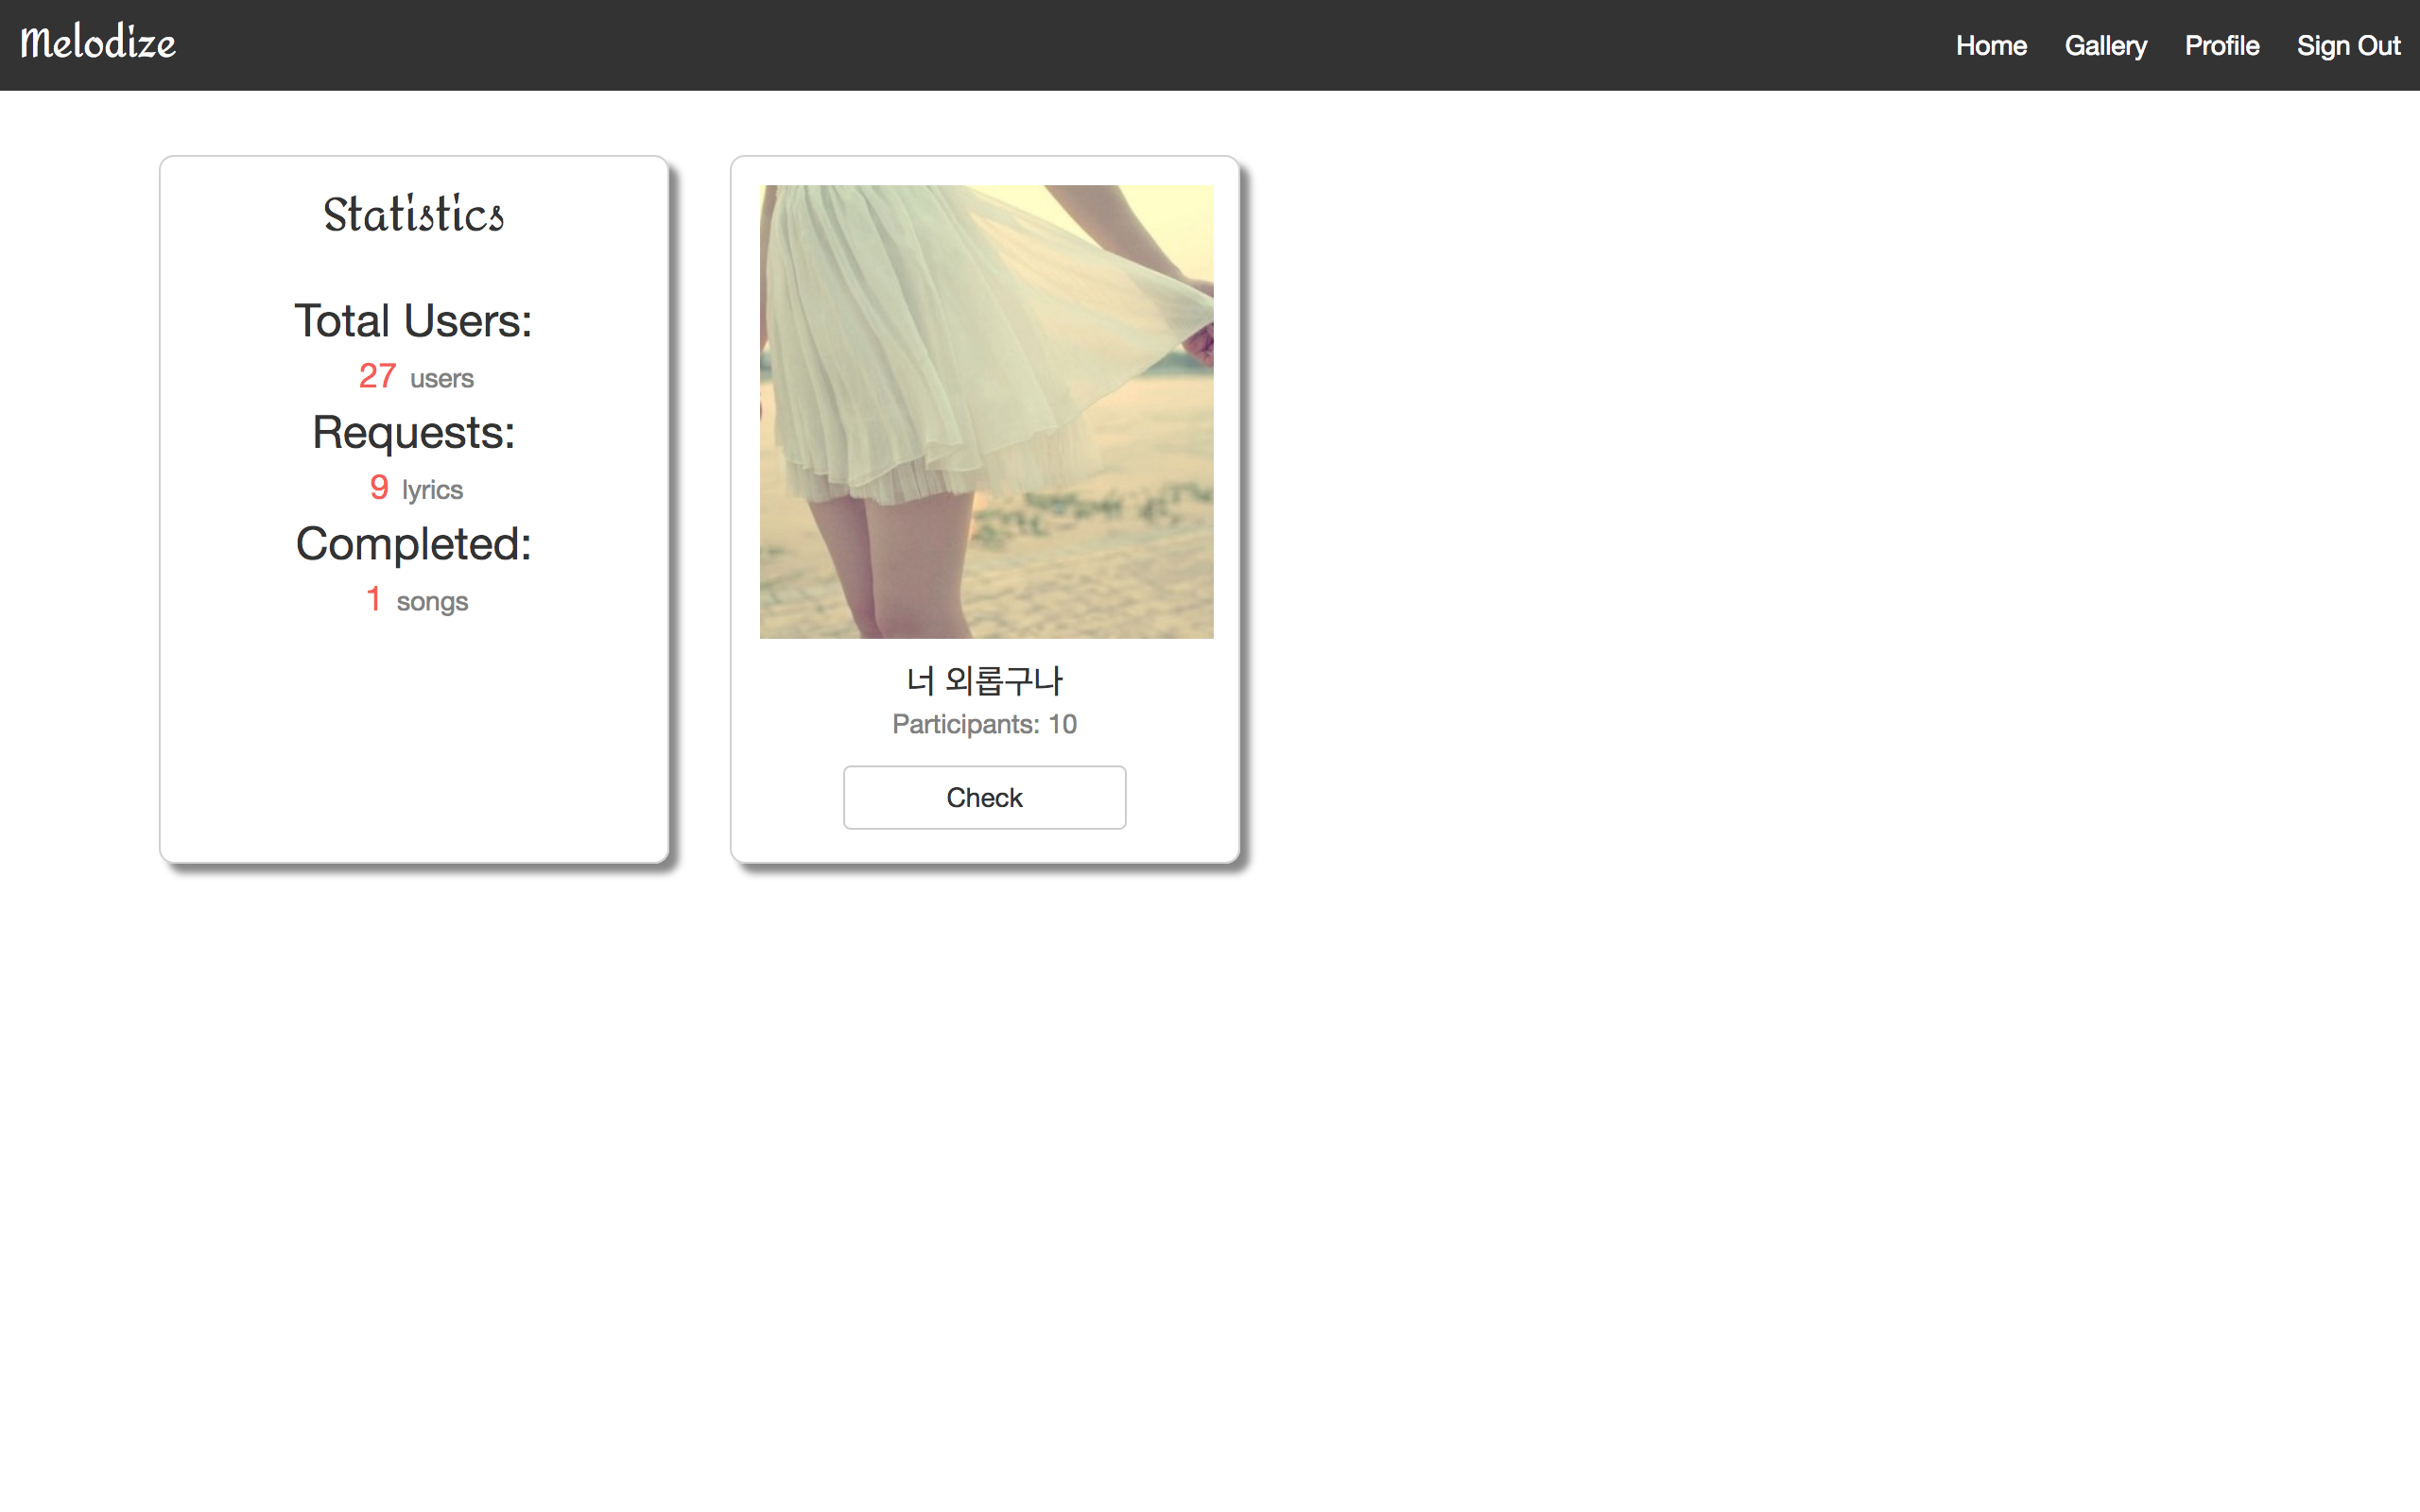 Melodize
Home Gallery Profile Sign Out
Statistics
Total Users:
27 users
Requests:
9 lyrics
Completed:
1 songs
너 외롭구나
Participants: 10
Check